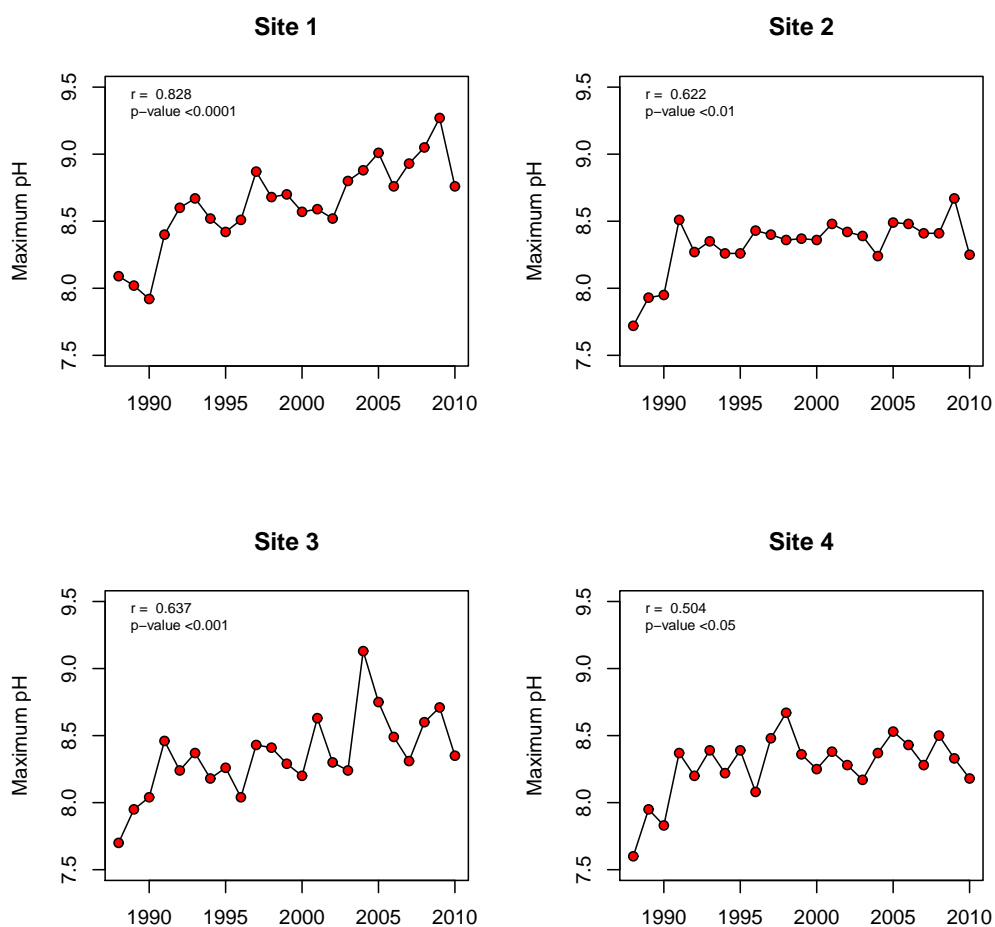 Site 1
r = 0.828
p−value <0.0001
Maximum pH
9.5
9.0
8.5
8.0
7.5
1990 1995 2000 2005 2010
Site 2
r = 0.622
p−value <0.01
Maximum pH
9.5
9.0
8.5
8.0
7.5
1990 1995 2000 2005 2010
Site 3
r = 0.637
p−value <0.001
Maximum pH
9.5
9.0
8.5
8.0
7.5
1990 1995 2000 2005 2010
Site 4
r = 0.504
p−value <0.05
Maximum pH
9.5
9.0
8.5
8.0
7.5
1990 1995 2000 2005 2010